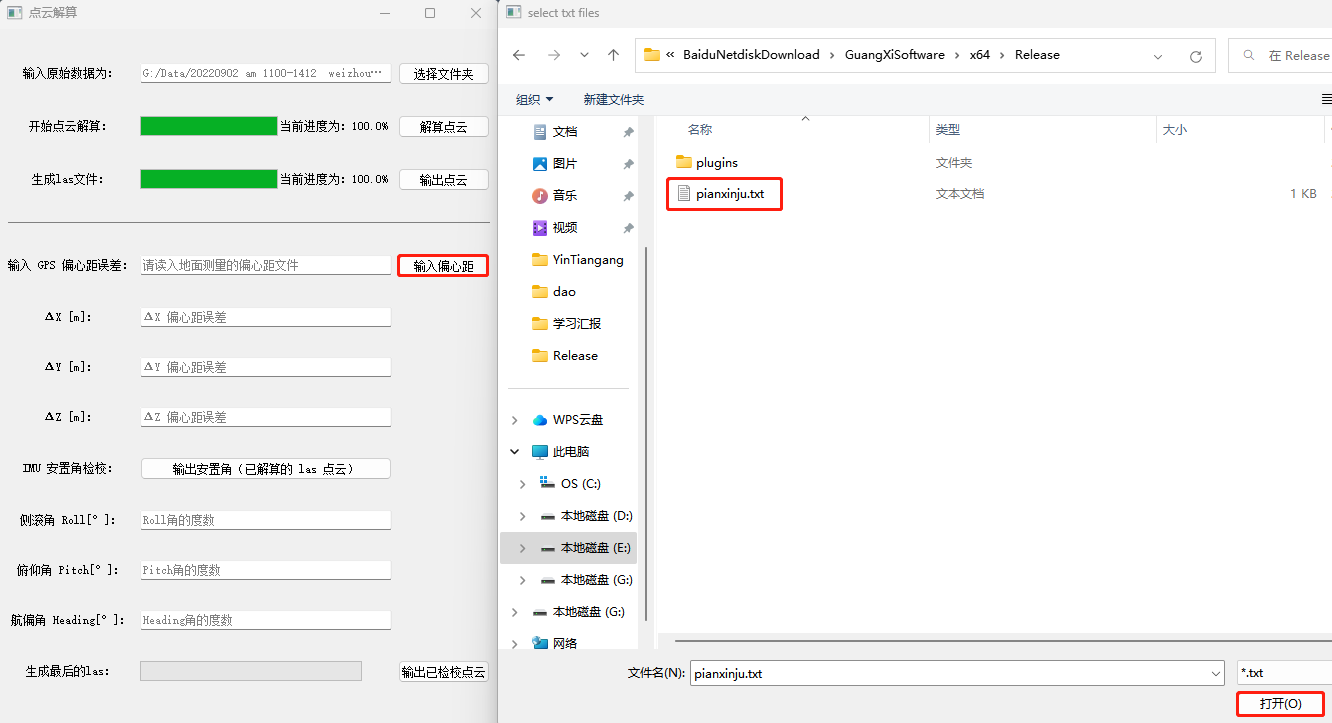 点云解算
输入原始数据为：
G:/Data/20220902 am 1100-1412 weizhou…
选择文件夹
开始点云解算：
当前进度为：100.0%
解算点云
生成las文件：
当前进度为：100.0%
输出点云
输入 GPS 偏心距误差：
请读入地面测量的偏心距文件
输入偏心距
ΔX [m]：
ΔX 偏心距误差
ΔY [m]：
ΔY 偏心距误差
ΔZ [m]：
ΔZ 偏心距误差
IMU 安置角检校：
输出安置角（已解算的 las 点云）
侧滚角 Roll[°]：
Roll角的度数
俯仰角 Pitch[°]：
Pitch角的度数
航偏角 Heading[°]：
Heading角的度数
生成最后的las：
输出已检校点云
select txt files
« BaiduNetdiskDownload › GuangXiSoftware › x64 › Release
在 Release
组织
新建文件夹
文档
图片
音乐
视频
YinTiangang
dao
学习汇报
Release
WPS云盘
此电脑
OS (C:)
本地磁盘 (D:)
本地磁盘 (E:)
本地磁盘 (G:)
本地磁盘 (G:)
网络
名称
类型
大小
plugins
文件夹
pianxinju.txt
文本文档
1 KB
文件名(N):
pianxinju.txt
*.txt
打开(O)